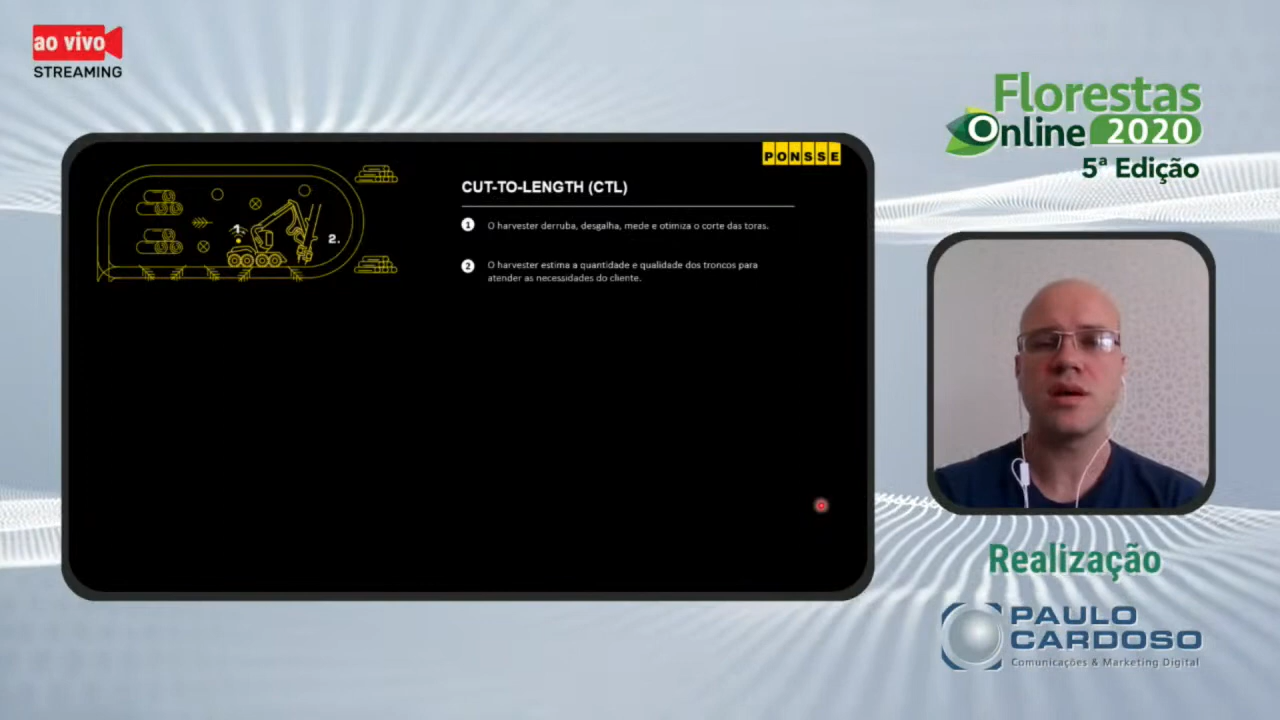 ao vivo
STREAMING
Florestas
Online 2020
5ª Edição
PONSSE
CUT-TO-LENGTH (CTL)
1 O harvester derruba, desgalha, mede e otimiza o corte das toras.
2 O harvester estima a quantidade e qualidade dos troncos para
atender as necessidades do cliente.
1.
2.
Realização
PAULO
CARDOSO
Comunicações & Marketing Digital